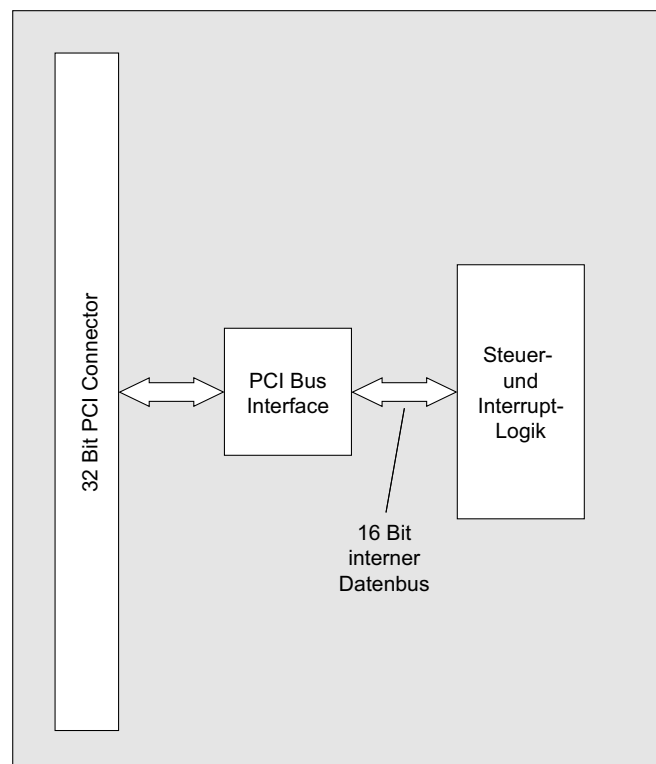 32 Bit PCI Connector
PCI Bus
Interface
Steuer-
und
Interrupt-
Logik
16 Bit
interner
Datenbus